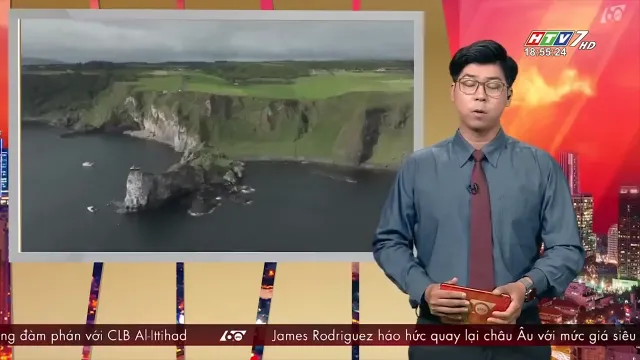 HTV7 HD
18:55:24
ng đàm phán với CLB Al-Ittihad 60 James Rodriguez háo hức quay lại châu Âu với mức giá siêu